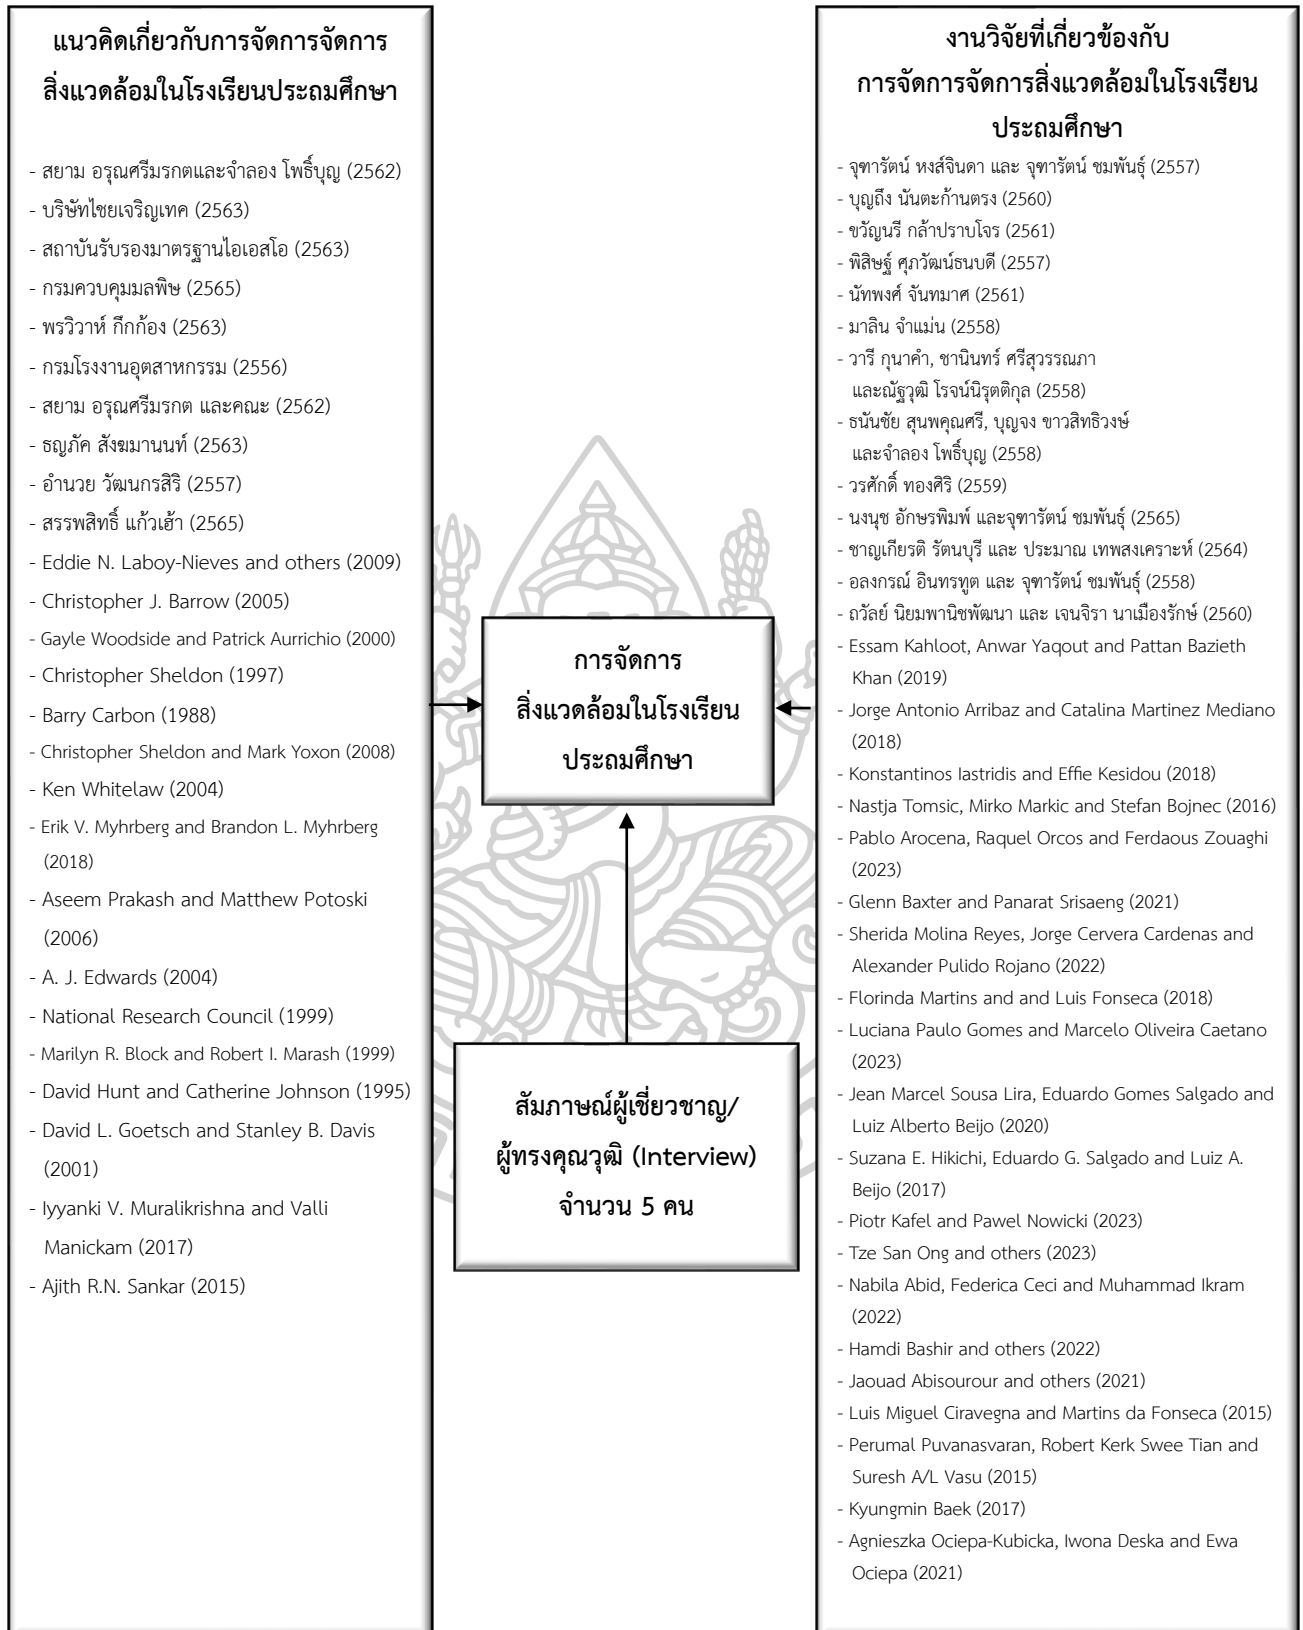 แนวคิดเกี่ยวกับการจัดการจัดการ
สิ่งแวดล้อมในโรงเรียนประถมศึกษา
- สยาม อรุณศรีมรกตและจำลอง โพธิ์บุญ (2562)
- บริษัทไชยเจริญเทค (2563)
- สถาบันรับรองมาตรฐานไอเอสโอ (2563)
- กรมควบคุมมลพิษ (2565)
- พรวิวาห์ กึกก้อง (2563)
- กรมโรงงานอุตสาหกรรม (2556)
- สยาม อรุณศรีมรกต และคณะ (2562)
- ธญภัค สังฆมานนท์ (2563)
- อำนวย วัฒนกรสิริ (2557)
- สรรพสิทธิ์ แก้วเฮ้า (2565)
- Eddie N. Laboy-Nieves and others (2009)
- Christopher J. Barrow (2005)
- Gayle Woodside and Patrick Aurrichio (2000)
- Christopher Sheldon (1997)
- Barry Carbon (1988)
- Christopher Sheldon and Mark Yoxon (2008)
- Ken Whitelaw (2004)
- Erik V. Myhrberg and Brandon L. Myhrberg
(2018)
- Aseem Prakash and Matthew Potoski
(2006)
- A. J. Edwards (2004)
- National Research Council (1999)
- Marilyn R. Block and Robert I. Marash (1999)
- David Hunt and Catherine Johnson (1995)
- David L. Goetsch and Stanley B. Davis
(2001)
- Iyyanki V. Muralikrishna and Valli
Manickam (2017)
- Ajith R.N. Sankar (2015)
การจัดการ
สิ่งแวดล้อมในโรงเรียน
ประถมศึกษา
สัมภาษณ์ผู้เชี่ยวชาญ/
ผู้ทรงคุณวุฒิ (Interview)
จำนวน 5 คน
งานวิจัยที่เกี่ยวข้องกับ
การจัดการจัดการสิ่งแวดล้อมในโรงเรียน
ประถมศึกษา
- จุฑารัตน์ หงส์จินดา และ จุฑารัตน์ ชมพันธุ์ (2557)
- บุญถึง นันตะก้านตรง (2560)
- ขวัญนรี กล้าปราบโจร (2561)
- พิสิษฐ์ ศุภวัฒน์ธนบดี (2557)
- นัทพงศ์ จันทมาศ (2561)
- มาลิน จำแม่น (2558)
- วารี กุนาคำ, ชานินทร์ ศรีสุวรรณภา
และณัฐวุฒิ โรจน์นิรุตติกุล (2558)
- ธนันชัย สุนพคุณศรี, บุญจง ขาวสิทธิวงษ์
และจำลอง โพธิ์บุญ (2558)
- วรศักดิ์ ทองศิริ (2559)
- นงนุช อักษรพิมพ์ และจุฑารัตน์ ชมพันธุ์ (2565)
- ชาญเกียรติ รัตนบุรี และ ประมาณ เทพสงเคราะห์ (2564)
- อลงกรณ์ อินทรทูต และ จุฑารัตน์ ชมพันธุ์ (2558)
- ถวัลย์ นิยมพานิชพัฒนา และ เจนจิรา นาเมืองรักษ์ (2560)
- Essam Kahloot, Anwar Yaqout and Pattan Bazieth
Khan (2019)
- Jorge Antonio Arribaz and Catalina Martinez Mediano
(2018)
- Konstantinos Iastridis and Effie Kesidou (2018)
- Nastja Tomsic, Mirko Markic and Stefan Bojnec (2016)
- Pablo Arocena, Raquel Orcos and Ferdaous Zouaghi
(2023)
- Glenn Baxter and Panarat Srisaeng (2021)
- Sherida Molina Reyes, Jorge Cervera Cardenas and
Alexander Pulido Rojano (2022)
- Florinda Martins and and Luis Fonseca (2018)
- Luciana Paulo Gomes and Marcelo Oliveira Caetano
(2023)
- Jean Marcel Sousa Lira, Eduardo Gomes Salgado and
Luiz Alberto Beijo (2020)
- Suzana E. Hikichi, Eduardo G. Salgado and Luiz A.
Beijo (2017)
- Piotr Kafel and Pawel Nowicki (2023)
- Tze San Ong and others (2023)
- Nabila Abid, Federica Ceci and Muhammad Ikram
(2022)
- Hamdi Bashir and others (2022)
- Jaouad Abisourour and others (2021)
- Luis Miguel Ciravegna and Martins da Fonseca (2015)
- Perumal Puvanasvaran, Robert Kerk Swee Tian and
Suresh A/L Vasu (2015)
- Kyungmin Baek (2017)
- Agnieszka Ociepa-Kubicka, Iwona Deska and Ewa
Ociepa (2021)